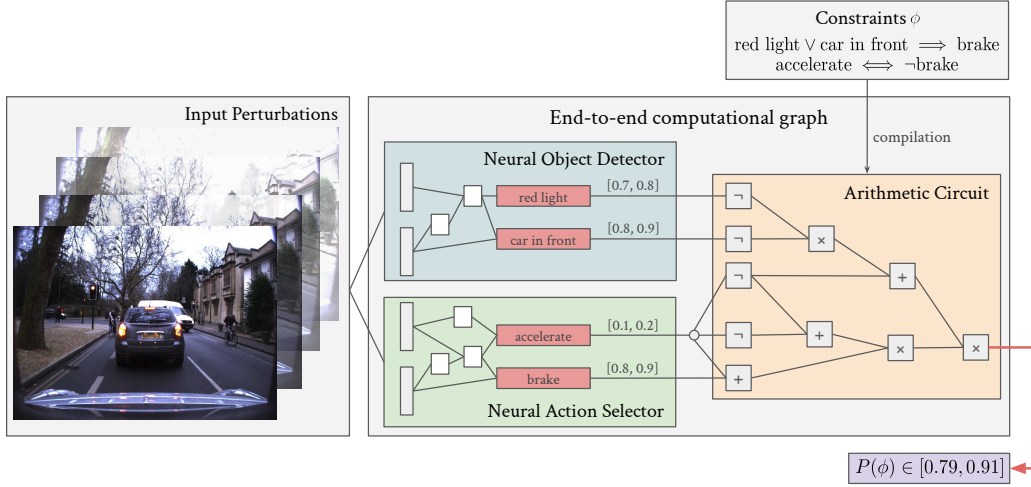 Constraints ϕ
red light ∨ car in front ⟹ brake
accelerate ⟺ ¬brake
Input Perturbations
End-to-end computational graph
compilation
Neural Object Detector
red light
[0.7, 0.8]
car in front
[0.8, 0.9]
Neural Action Selector
accelerate
[0.1, 0.2]
brake
[0.8, 0.9]
Arithmetic Circuit
¬
¬
×
¬
+
¬
+
×
×
+
P(ϕ) ∈ [0.79, 0.91]